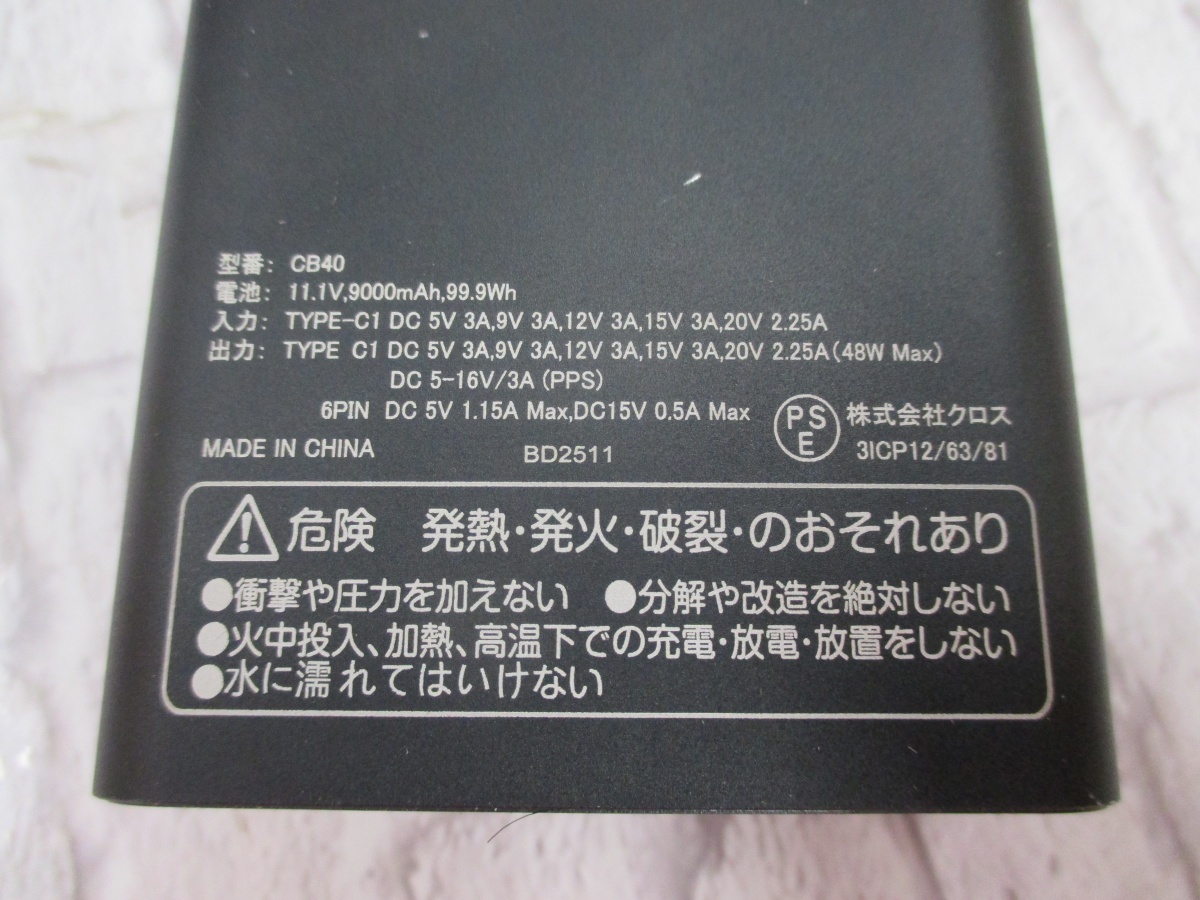 型番: CB40
電池: 11.1V,9000mAh,99.9Wh
入力: TYPE-C1 DC 5V 3A,9V 3A,12V 3A,15V 3A,20V 2.25A
出力: TYPE C1 DC 5V 3A,9V 3A,12V 3A,15V 3A,20V 2.25A(48W Max)
DC 5-16V/3A (PPS)
6PIN DC 5V 1.15A Max,DC15V 0.5A Max
PSE 株式会社クロス
MADE IN CHINA BD2511 3ICP12/63/81
危険 発熱・発火・破裂・のおそれあり
●衝撃や圧力を加えない ●分解や改造を絶対しない
●火中投入、加熱、高温下での充電・放電・放置をしない
●水に濡れてはいけない